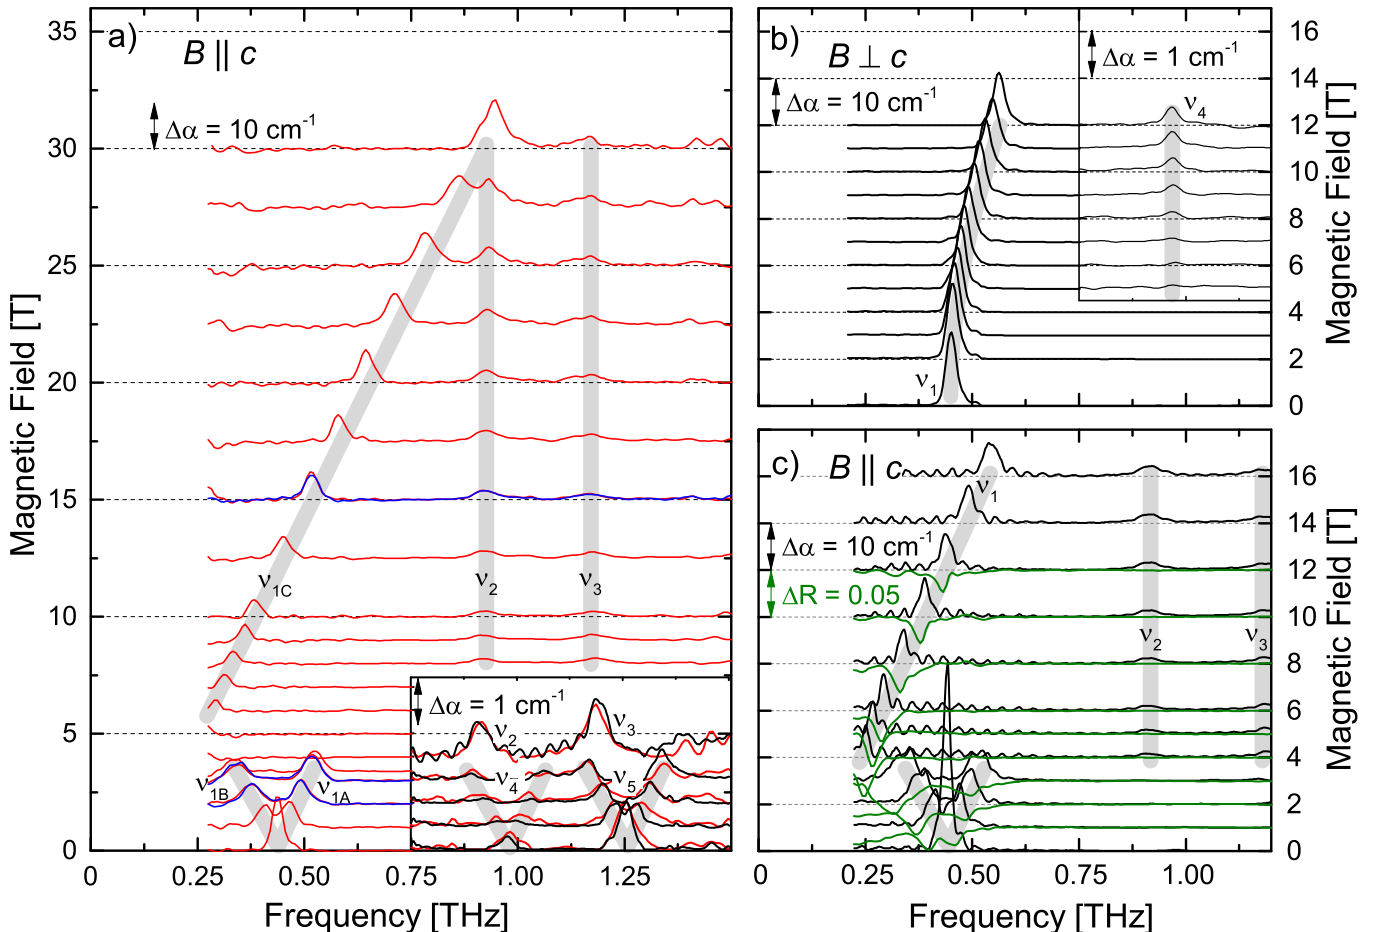 a)
B ∥ c
Δα = 10 cm⁻¹
ν1C
ν2
ν3
ν1B
ν1A
Δα = 1 cm⁻¹
ν2
ν3
ν4̄
ν5
35
30
25
20
15
10
5
0
Magnetic Field [T]
0
0.25
0.50
0.75
1.00
1.25
Frequency [THz]
b)
B ⊥ c
Δα = 10 cm⁻¹
Δα = 1 cm⁻¹
ν4
ν1
16
14
12
10
8
6
4
2
0
Magnetic Field [T]
c)
B ∥ c
ν1
Δα = 10 cm⁻¹
ΔR = 0.05
ν2
ν3
16
14
12
10
8
6
4
2
0
Magnetic Field [T]
0
0.25
0.50
0.75
1.00
Frequency [THz]